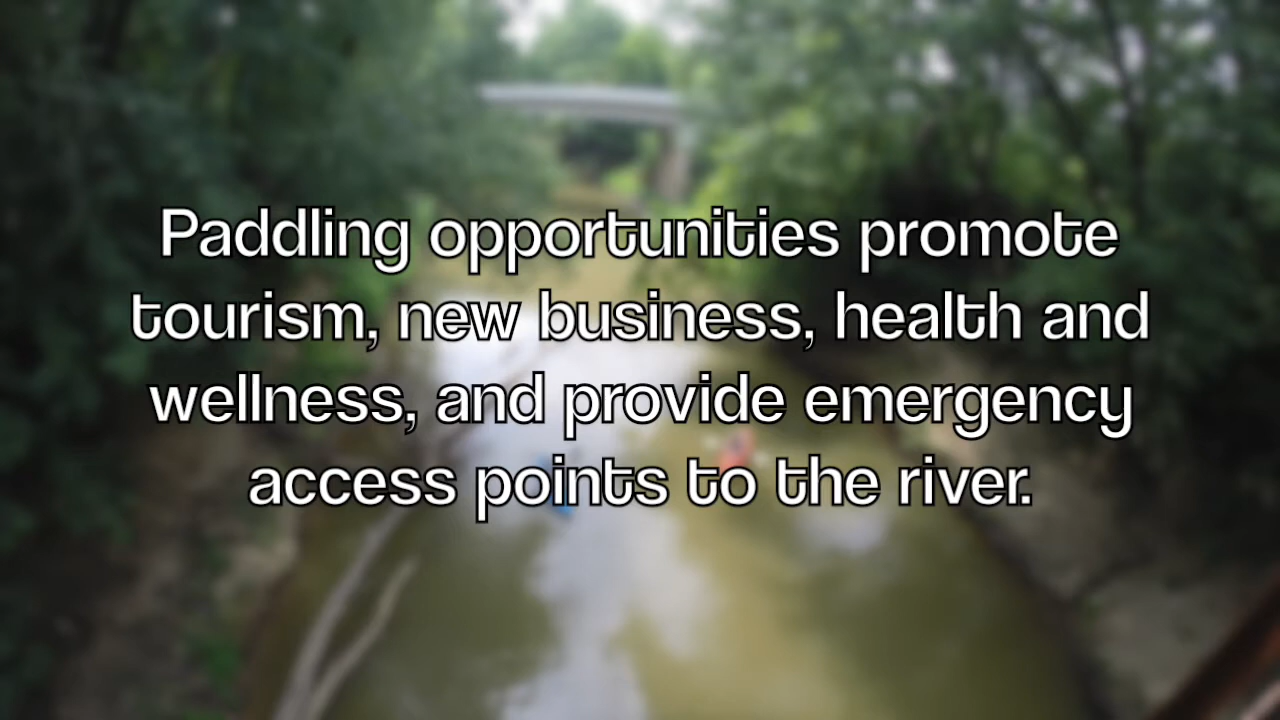 Paddling opportunities promote
tourism, new business, health and
wellness, and provide emergency
access points to the river.